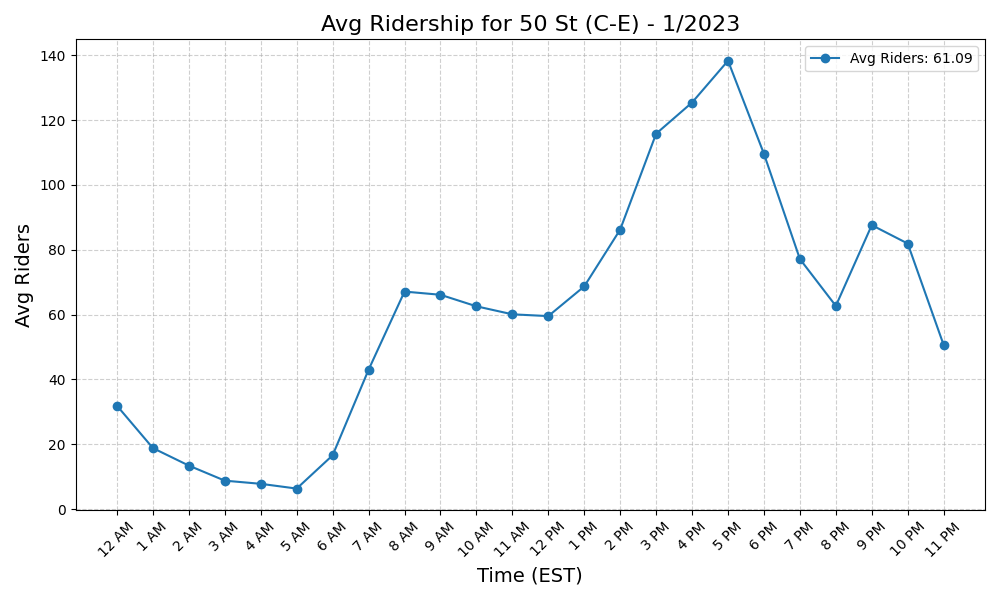 Avg Ridership for 50 St (C-E) - 1/2023
Avg Riders: 61.09
Avg Riders
140
120
100
80
60
40
20
0
12 AM
1 AM
2 AM
3 AM
4 AM
5 AM
6 AM
7 AM
8 AM
9 AM
10 AM
11 AM
12 PM
1 PM
2 PM
3 PM
4 PM
5 PM
6 PM
7 PM
8 PM
9 PM
10 PM
11 PM
Time (EST)